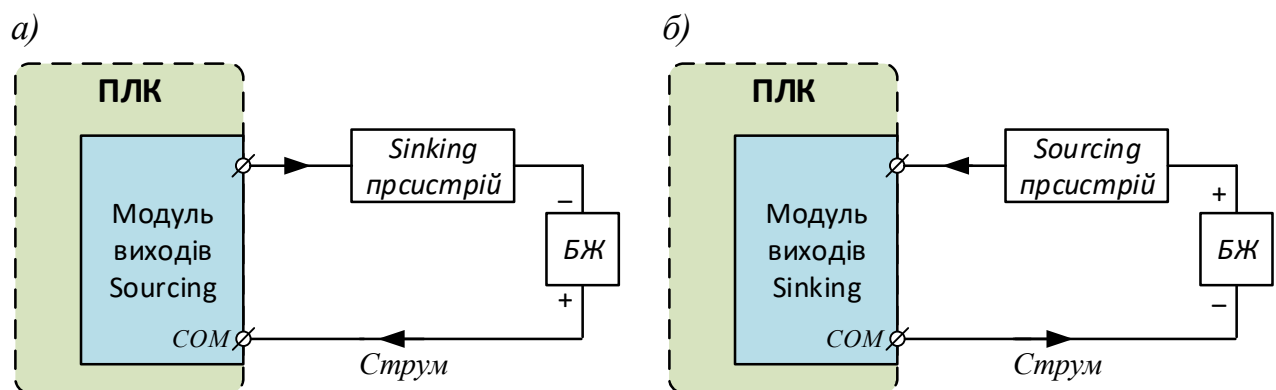 а)
ПЛК
Модуль
виходів
Sourcing
COM
Sinking
прсистрій
–
БЖ
+
Струм
б)
ПЛК
Модуль
виходів
Sinking
COM
Sourcing
прсистрій
+
БЖ
–
Струм